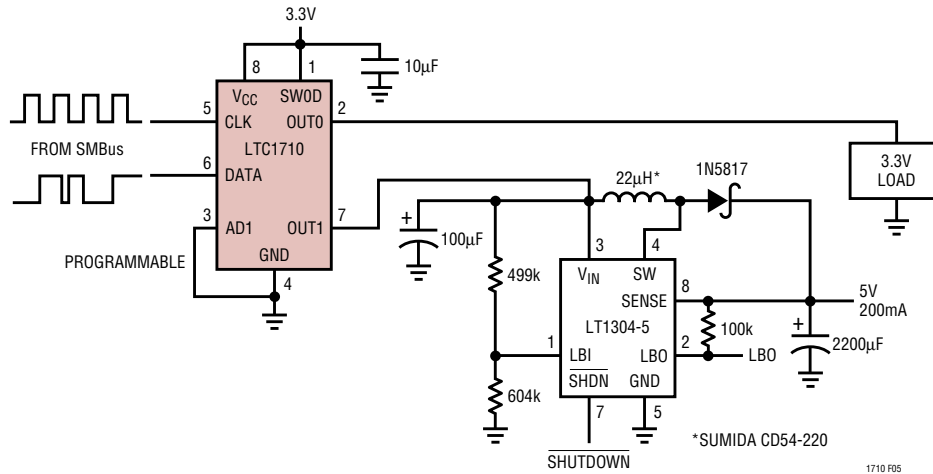 3.3V
8
1
10µF
VCC
SW0D
5
CLK
OUT0
2
LTC1710
FROM SMBus
6
DATA
3
AD1
OUT1
7
GND
4
PROGRAMMABLE
3.3V
LOAD
22µH*
1N5817
+
100µF
499k
3
4
VIN
SW
SENSE
8
LT1304-5
5V
200mA
100k
+
2200µF
1
LBI
LBO
2
LBO
SHDN
GND
604k
7
5
*SUMIDA CD54-220
SHUTDOWN
1710 F05